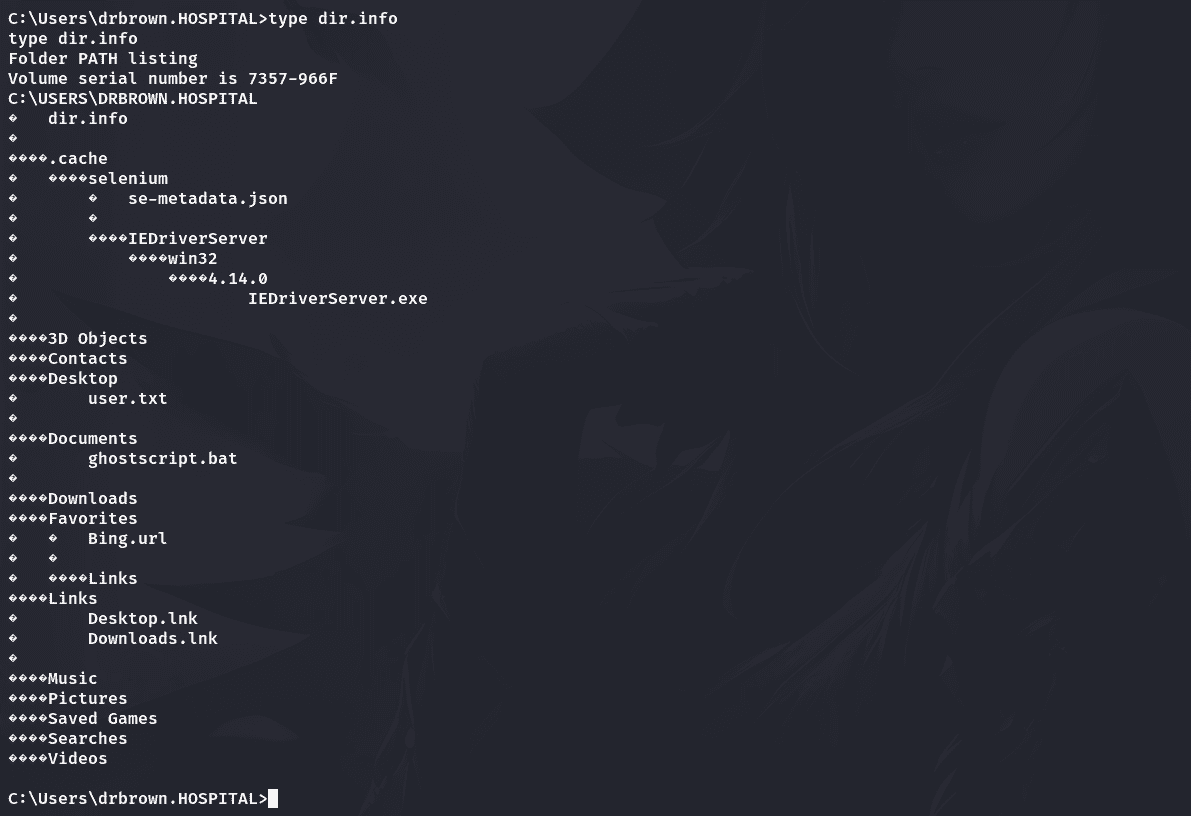 C:\Users\drbrown.HOSPITAL>type dir.info
type dir.info
Folder PATH listing
Volume serial number is 7357-966F
C:\USERS\DRBROWN.HOSPITAL
�   dir.info
�
����.cache
�   ����selenium
�       �   se-metadata.json
�       �
�       ����IEDriverServer
�           ����win32
�               ����4.14.0
�                       IEDriverServer.exe
�
����3D Objects
����Contacts
����Desktop
�       user.txt
�
����Documents
�       ghostscript.bat
�
����Downloads
����Favorites
�   �   Bing.url
�   �
�   ����Links
����Links
�       Desktop.lnk
�       Downloads.lnk
�
����Music
����Pictures
����Saved Games
����Searches
����Videos
C:\Users\drbrown.HOSPITAL>